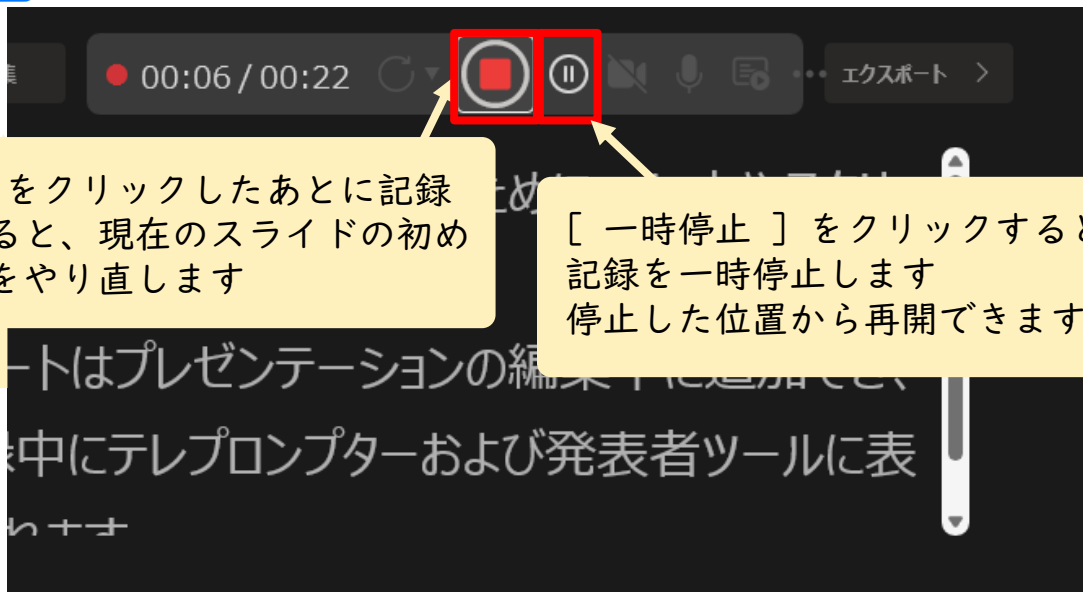 00:06 / 00:22
エクスポート
をクリックしたあとに記録
ると、現在のスライドの初め
をやり直します
[ 一時停止 ] をクリックすると
記録を一時停止します
停止した位置から再開できます
ートはプレゼンテーションの編集中に追加でき、
中にテレプロンプターおよび発表者ツールに表